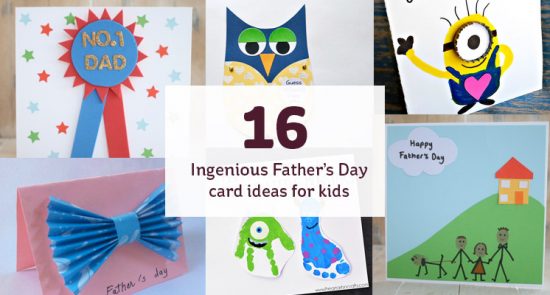 NO.1
DAD
Guess
16
Ingenious Father's Day
card ideas for kids
Happy
Father's Day
Father's day